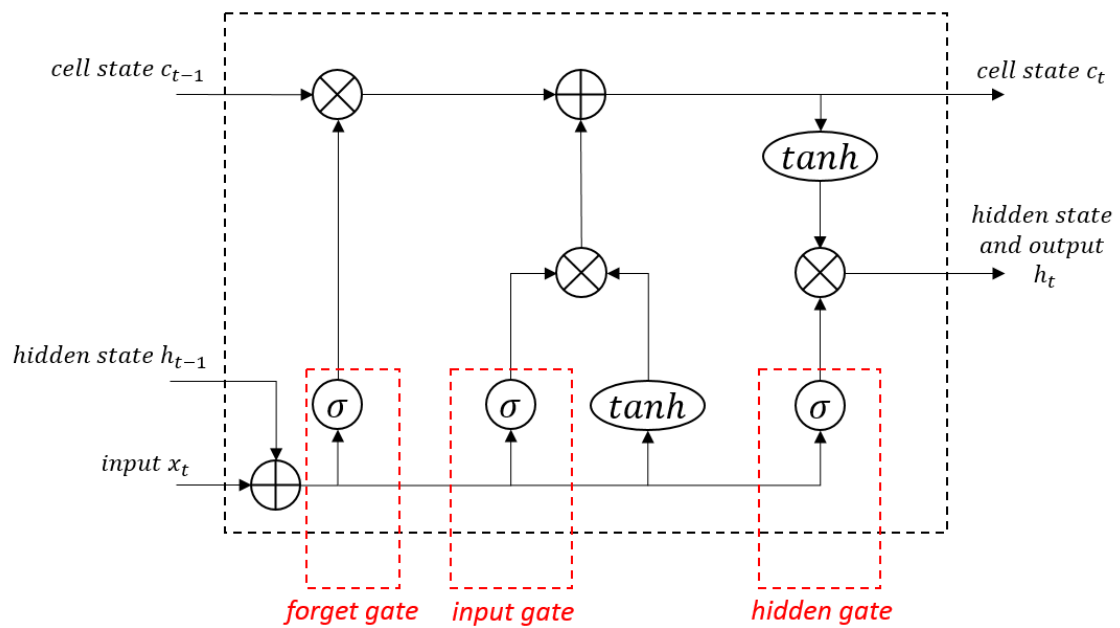 cell state c_{t−1}
cell state c_t
tanh
hidden state
and output
h_t
hidden state h_{t−1}
σ
σ
tanh
σ
input x_t
forget gate
input gate
hidden gate